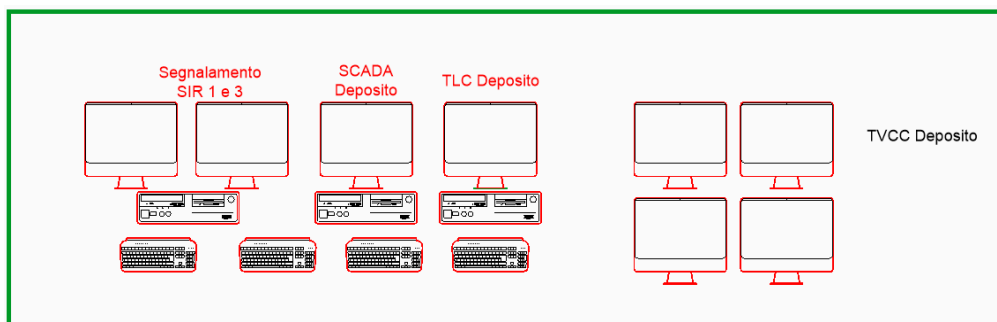 Segnalamento
SIR 1 e 3
SCADA
Deposito
TLC Deposito
TVCC Deposito